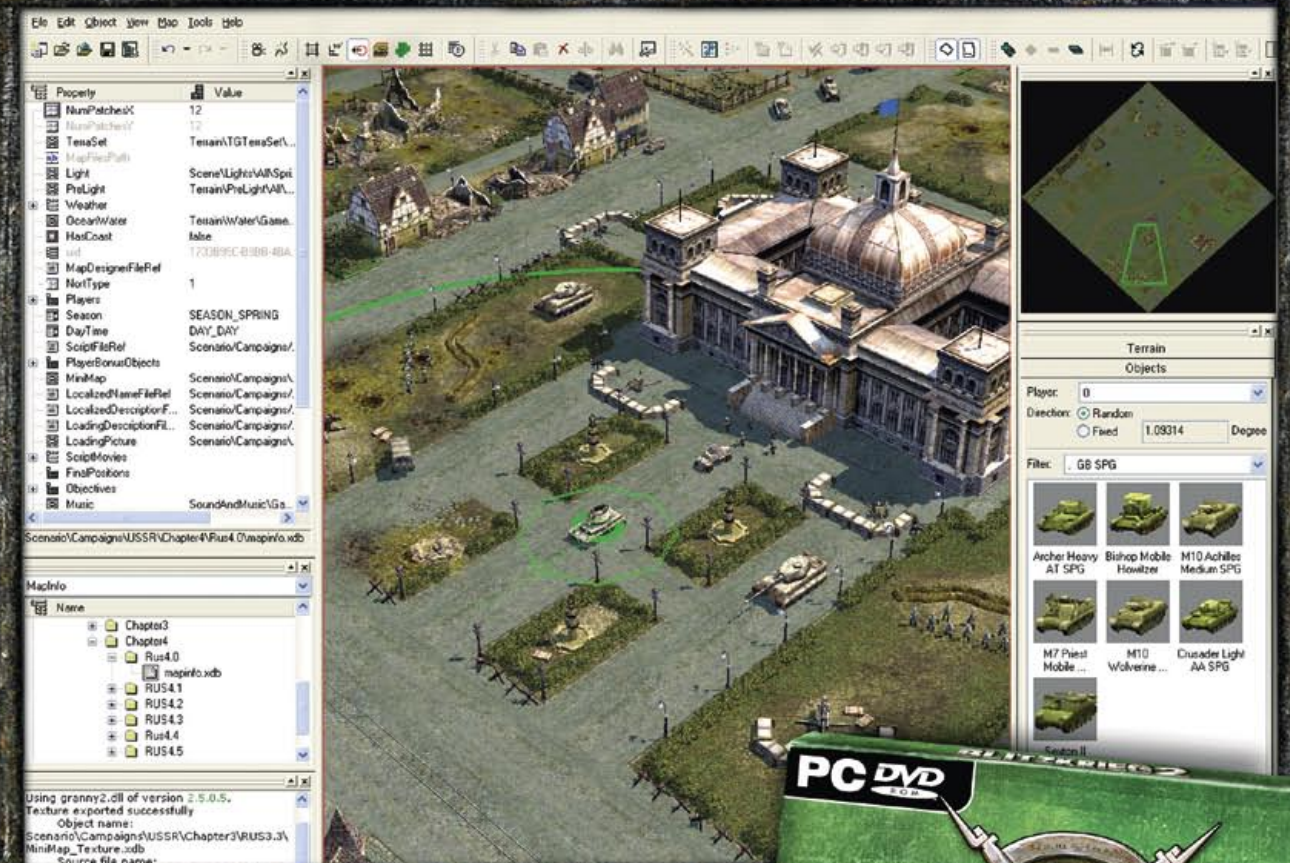 File Edit Object View Map Tools Help
Property Value
NumPatchesX 12
NumPatchesY 12
TerraSet Terrain\TGTerraSet\...
MapFilesPath
Light Scene\Lights\All\Spri
PreLight Terrain\PreLight\All\...
Weather
OceanWater Terrain\Water\Game.
HasCoast false
uid
MapDesignerFileRef
NortType 1
Players
Season SEASON_SPRING
DayTime DAY_DAY
ScriptFileRef Scenario/Campaigns/.
PlayerBonusObjects
MiniMap Scenario\Campaigns\.
LocalizedNameFileRef Scenario/Campaigns/.
LocalizedDescriptionF... Scenario/Campaigns/.
LoadingDescriptionFil... Scenario/Campaigns/.
LoadingPicture Scenario\Campaigns\.
ScriptMovies
FinalPositions
Objectives
Music SoundAndMusic\Ga...
Scenario\Campaigns\USSR\Chapter4\Rus4.0\mapinfo.xdb
MapInfo
Name
Chapter3
Chapter4
Rus4.0
mapinfo.xdb
RUS4.1
RUS4.2
RUS4.3
Rus4.4
RUS4.5
Using granny2.dll of version 2.5.0.5.
Texture exported successfully
Object name:
Scenario\Campaigns\USSR\Chapter3\RUS3.3\
MiniMap_Texture.xdb
Source file name:
Terrain
Objects
Player: 0
Direction: Random
Fixed 1.09314 Degree
Filter: . GB SPG
Archer Heavy AT SPG
Bishop Mobile Howitzer
M10 Achilles Medium SPG
M7 Priest Mobile ...
M10 Wolverine ...
Crusader Light AA SPG
Sexton II
PC DVD
ROM